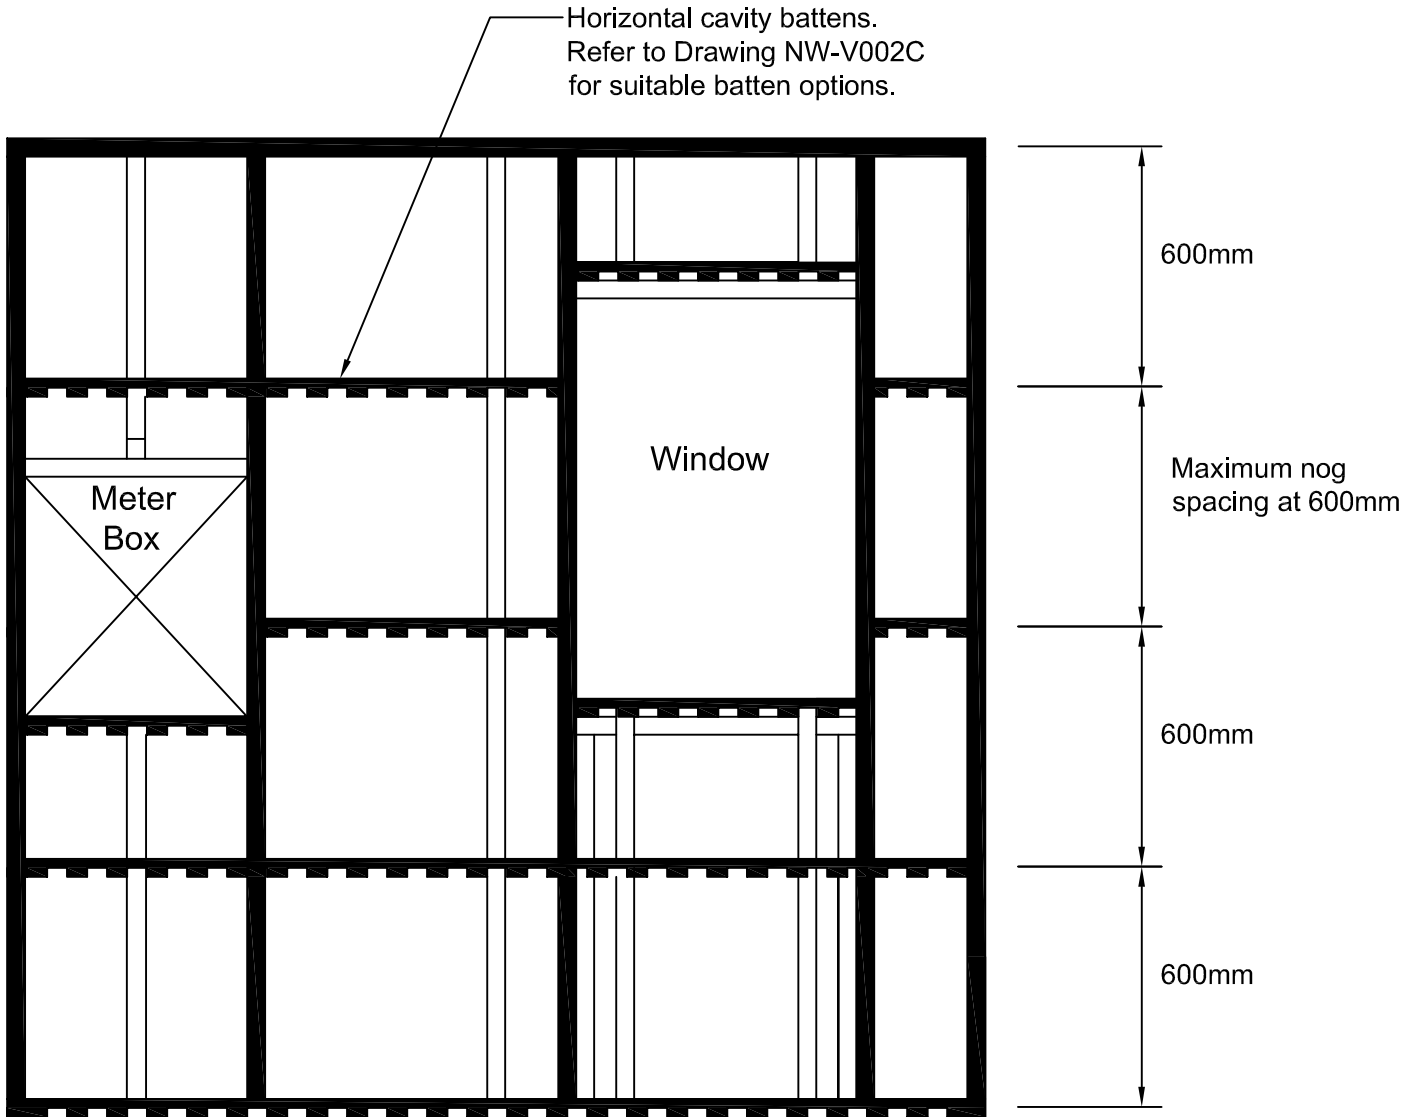 Horizontal cavity battens.
Refer to Drawing NW-V002C
for suitable batten options.
600mm
Window
Maximum nog
spacing at 600mm
Meter
Box
600mm
600mm